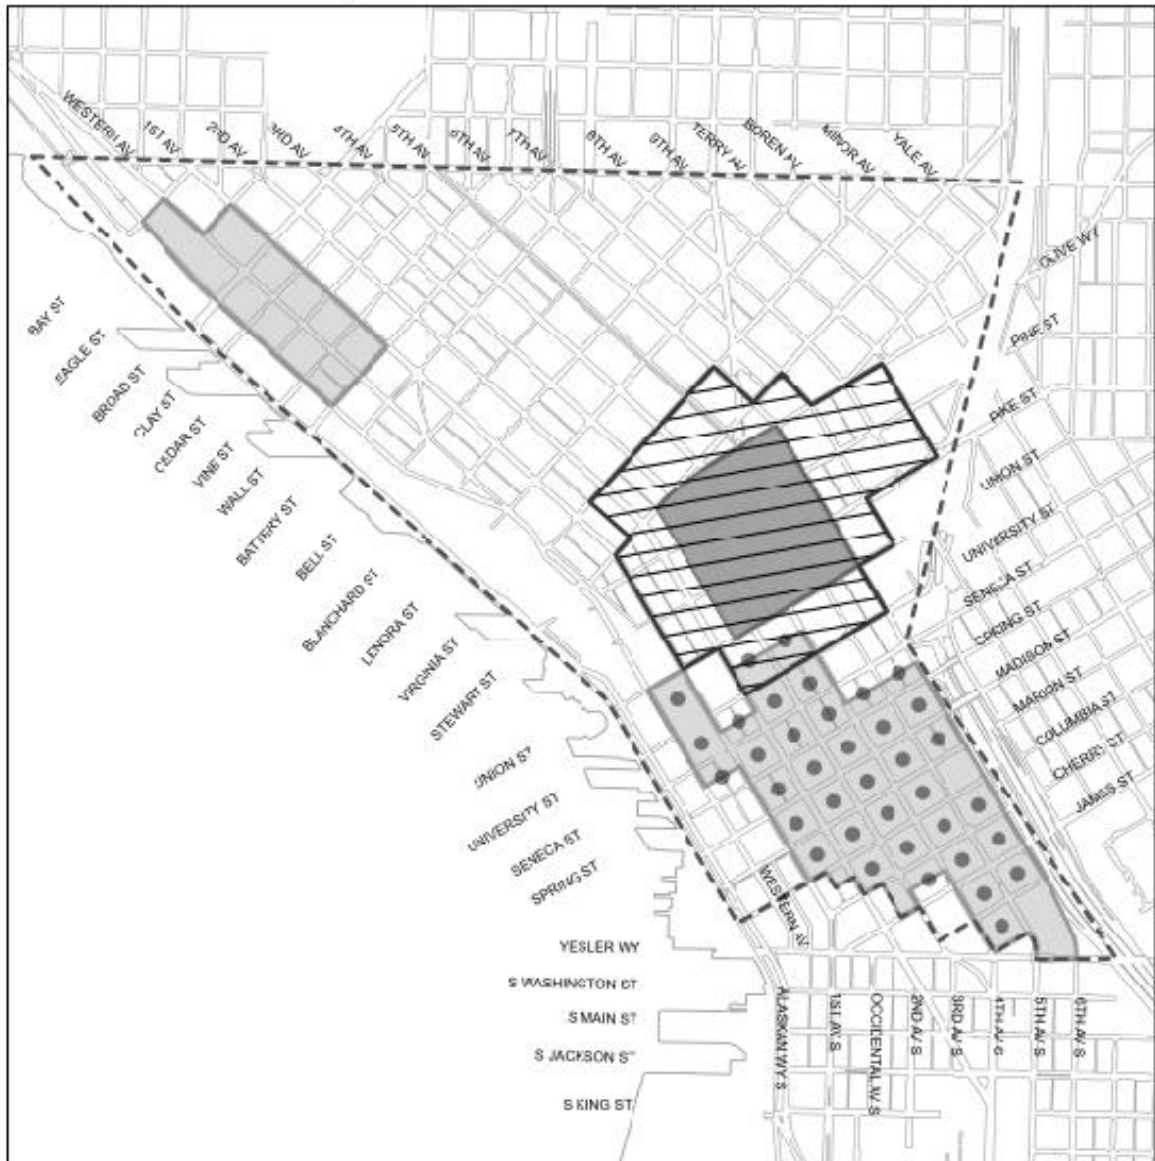 WESTERN AV
1ST AV
2ND AV
3RD AV
4TH AV
5TH AV
6TH AV
7TH AV
8TH AV
9TH AV
TERRY AV
BOREN AV
MINOR AV
YALE AV
OLIVE WY
PINE ST
PIKE ST
UNION ST
UNIVERSITY ST
SENECA ST
SPRING ST
MADISON ST
MARION ST
COLUMBIA ST
CHERRY ST
JAMES ST
BAY ST
EAGLE ST
BROAD ST
CLAY ST
CEDAR ST
VINE ST
WALL ST
BATTERY ST
BELL ST
BLANCHARD ST
LENORA ST
VIRGINIA ST
STEWART ST
UNION ST
UNIVERSITY ST
SENECA ST
SPRING ST
WESTERN AV
YESLER WY
S WASHINGTON ST
S MAIN ST
S JACKSON ST
S KING ST
ALASKAN WY S
1ST AV S
OCCIDENTAL AV S
2ND AV S
3RD AV S
4TH AV S
5TH AV S
6TH AV S